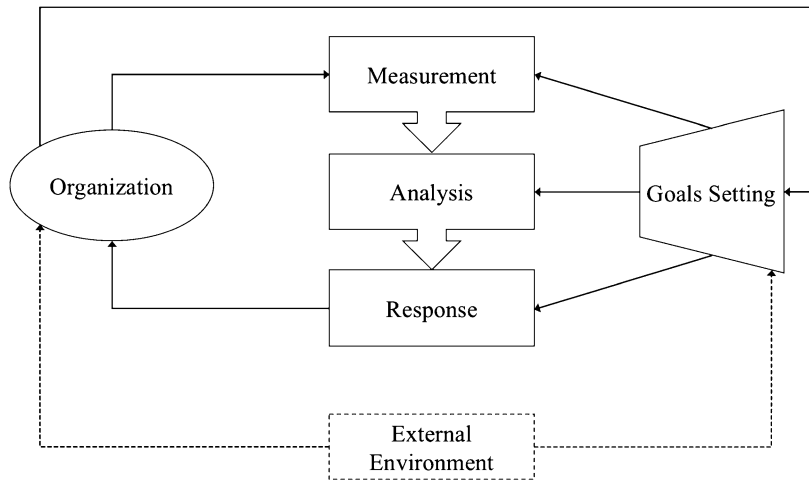 Measurement
Organization
Analysis
Goals Setting
Response
External
Environment